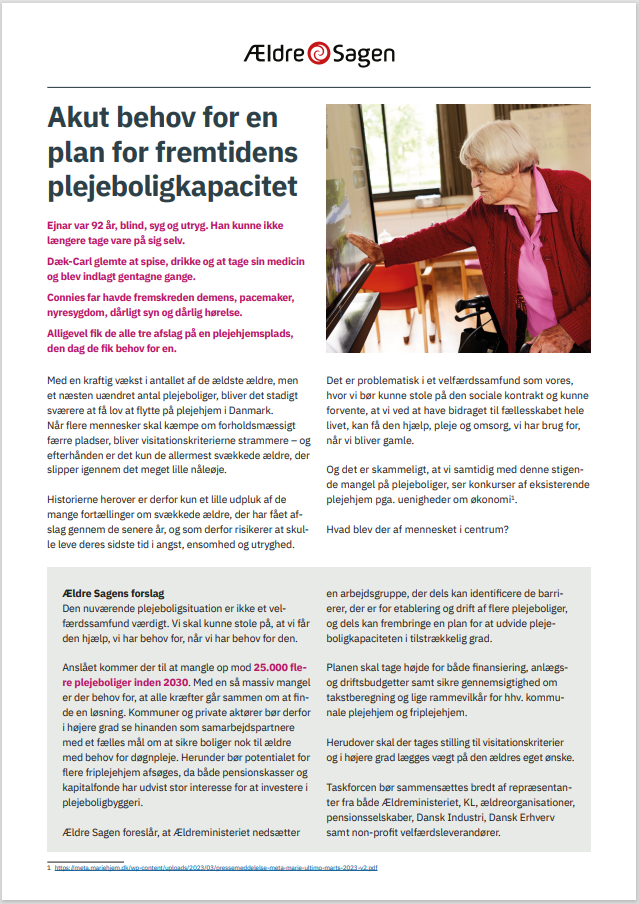 ÆldreSagen
Akut behov for en
plan for fremtidens
plejeboligkapacitet
Ejnar var 92 år, blind, syg og utryg. Han kunne ikke
længere tage vare på sig selv.
Dæk-Carl glemte at spise, drikke og at tage sin medicin
og blev indlagt gentagne gange.
Connies far havde fremskreden demens, pacemaker,
nyresygdom, dårligt syn og dårlig hørelse.
Alligevel fik de alle tre afslag på en plejehjemsplads,
den dag de fik behov for en.
Med en kraftig vækst i antallet af de ældste ældre, men
et næsten uændret antal plejeboliger, bliver det stadigt
sværere at få lov at flytte på plejehjem i Danmark.
Når flere mennesker skal kæmpe om forholdsmæssigt
færre pladser, bliver visitationskriterierne strammere – og
efterhånden er det kun de allermest svækkede ældre, der
slipper igennem det meget lille nåleøje.
Historierne herover er derfor kun et lille udpluk af de
mange fortællinger om svækkede ældre, der har fået af-
slag gennem de senere år, og som derfor risikerer at skul-
le leve deres sidste tid i angst, ensomhed og utryghed.
Det er problematisk i et velfærdssamfund som vores,
hvor vi bør kunne stole på den sociale kontrakt og kunne
forvente, at vi ved at have bidraget til fællesskabet hele
livet, kan få den hjælp, pleje og omsorg, vi har brug for,
når vi bliver gamle.
Og det er skammeligt, at vi samtidig med denne stigen-
de mangel på plejeboliger, ser konkurser af eksisterende
plejehjem pga. uenigheder om økonomi¹.
Hvad blev der af mennesket i centrum?
Ældre Sagens forslag
Den nuværende plejeboligsituation er ikke et vel-
færdssamfund værdigt. Vi skal kunne stole på, at vi får
den hjælp, vi har behov for, når vi har behov for den.
Anslået kommer der til at mangle op mod 25.000 fle-
re plejeboliger inden 2030. Med en så massiv mangel
er der behov for, at alle kræfter går sammen om at fin-
de en løsning. Kommuner og private aktører bør derfor
i højere grad se hinanden som samarbejdspartnere
med et fælles mål om at sikre boliger nok til ældre
med behov for døgnpleje. Herunder bør potentialet for
flere friplejehjem afsøges, da både pensionskasser og
kapitalfonde har udvist stor interesse for at investere i
plejeboligbyggeri.
Ældre Sagen foreslår, at Ældreministeriet nedsætter
en arbejdsgruppe, der dels kan identificere de barri-
erer, der er for etablering og drift af flere plejeboliger,
og dels kan frembringe en plan for at udvide pleje-
boligkapaciteten i tilstrækkelig grad.
Planen skal tage højde for både finansiering, anlægs-
og driftsbudgetter samt sikre gennemsigtighed om
takstberegning og lige rammevilkår for hhv. kommu-
nale plejehjem og friplejehjem.
Herudover skal der tages stilling til visitationskriterier
og i højere grad lægges vægt på den ældres eget ønske.
Taskforcen bør sammensættes bredt af repræsentan-
ter fra både Ældreministeriet, KL, ældreorganisationer,
pensionsselskaber, Dansk Industri, Dansk Erhverv
samt non-profit velfærdsleverandører.
1 https://meta.mariehjem.dk/wp-content/uploads/2023/03/pressemeddelelse-meta-marie-ultimo-marts-2023-v2.pdf